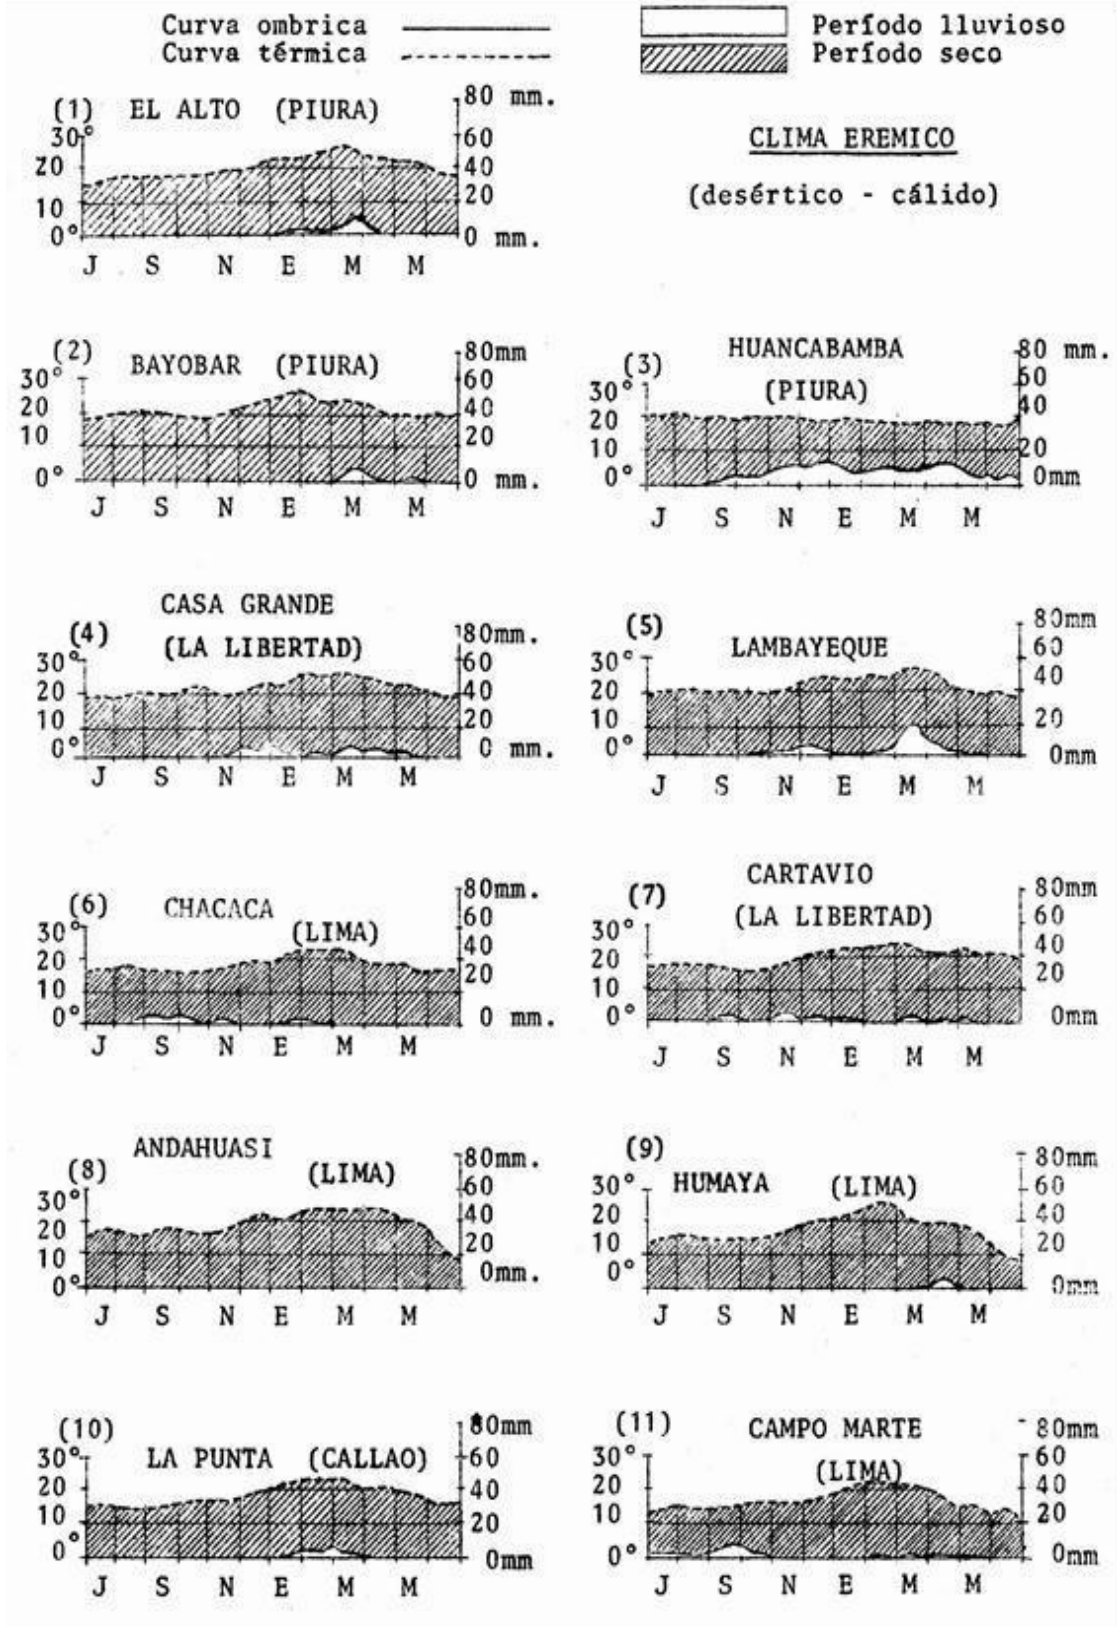 Curva ombrica
Curva térmica
Período lluvioso
Período seco
CLIMA EREMICO
(desértico - cálido)
(1) EL ALTO (PIURA)
80 mm.
30° 60
20 40
10 20
0° 0 mm.
J S N E M M
(2) BAYOBAR (PIURA)
80mm
30° 60
20 40
10 20
0° 0 mm.
J S N E M M
(3) HUANCABAMBA
(PIURA)
80 mm.
30° 60
20 40
10 20
0° 0mm
J S N E M M
CASA GRANDE
(4) (LA LIBERTAD)
80mm.
30° 60
20 40
10 20
0° 0 mm.
J S N E M M
(5) LAMBAYEQUE
80mm
30° 60
20 40
10 20
0° 0mm
J S N E M M
(6) CHACACA
(LIMA)
80mm.
30° 60
20 40
10 20
0° 0 mm.
J S N E M M
(7) CARTAVIO
(LA LIBERTAD)
80mm
30° 60
20 40
10 20
0° 0mm
J S N E M M
ANDAHUASI
(8) (LIMA)
80mm.
30° 60
20 40
10 20
0° 0mm.
J S N E M M
(9)
HUMAYA (LIMA)
80mm
30° 60
20 40
10 20
0° 0mm
J S N E M M
(10)
LA PUNTA (CALLAO)
80mm
30° 60
20 40
10 20
0° 0mm
J S N E M M
(11) CAMPO MARTE
(LIMA)
80mm
30° 60
20 40
10 20
0° 0mm
J S N E M M